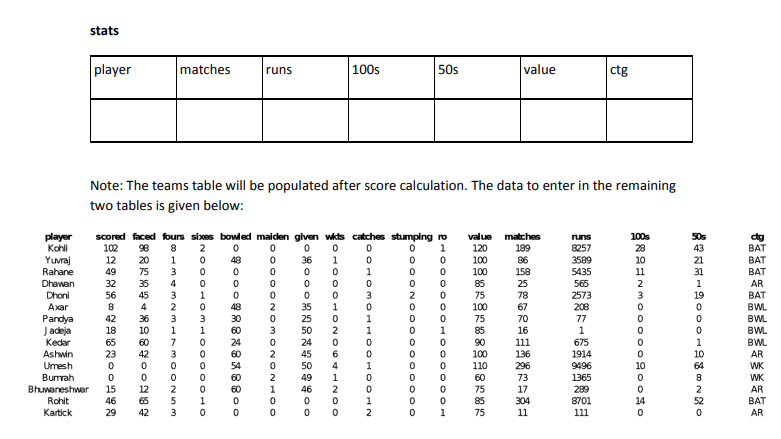 stats
player matches runs 100s 50s value ctg
Note: The teams table will be populated after score calculation. The data to enter in the remaining
two tables is given below:
player scored faced fours sixes bowled maiden given wkts catches stumping ro value matches runs 100s 50s ctg
Kohli 102 98 8 2 0 0 0 0 0 0 1 120 189 8257 28 43 BAT
Yuvraj 12 20 1 0 48 0 36 1 0 0 0 100 86 3589 10 21 BAT
Rahane 49 75 3 0 0 0 0 0 1 0 0 100 158 5435 11 31 BAT
Dhawan 32 35 4 0 0 0 0 0 0 0 0 85 25 565 2 1 AR
Dhoni 56 45 3 1 0 0 0 0 3 2 0 75 78 2573 3 19 BAT
Axar 8 4 2 0 48 2 35 1 0 0 0 100 67 208 0 0 BWL
Pandya 42 36 3 3 30 0 25 0 1 0 0 75 70 77 0 0 BWL
Jadeja 18 10 1 1 60 3 50 2 1 0 1 85 16 1 0 0 BWL
Kedar 65 60 7 0 24 0 24 0 0 0 0 90 111 675 0 1 BWL
Ashwin 23 42 3 0 60 2 45 6 0 0 0 100 136 1914 0 10 AR
Umesh 0 0 0 0 54 0 50 4 1 0 0 110 296 9496 10 64 WK
Bumrah 0 0 0 0 60 2 49 1 0 0 0 60 73 1365 0 8 WK
Bhuwaneshwar 15 12 2 0 60 1 46 2 0 0 0 75 17 289 0 2 AR
Rohit 46 65 5 1 0 0 0 0 1 0 0 85 304 8701 14 52 BAT
Kartick 29 42 3 0 0 0 0 0 2 0 1 75 11 111 0 0 AR